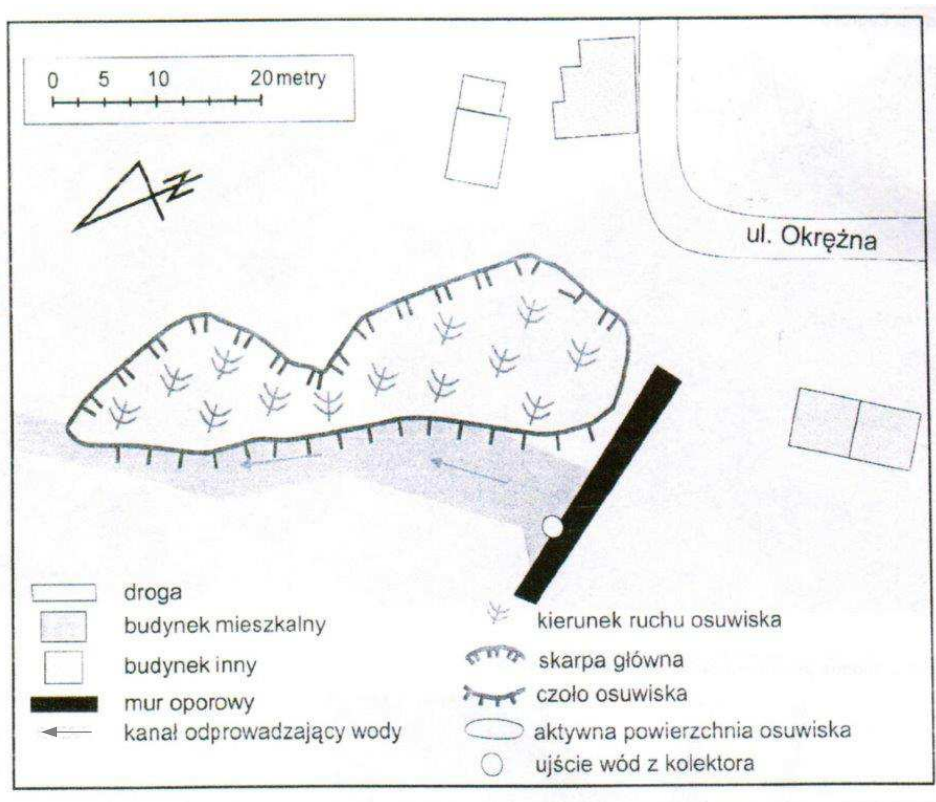 0 5 10 20 metry
N
ul. Okrężna
droga
budynek mieszkalny
budynek inny
mur oporowy
kanał odprowadzający wody
kierunek ruchu osuwiska
skarpa główna
czoło osuwiska
aktywna powierzchnia osuwiska
ujście wód z kolektora